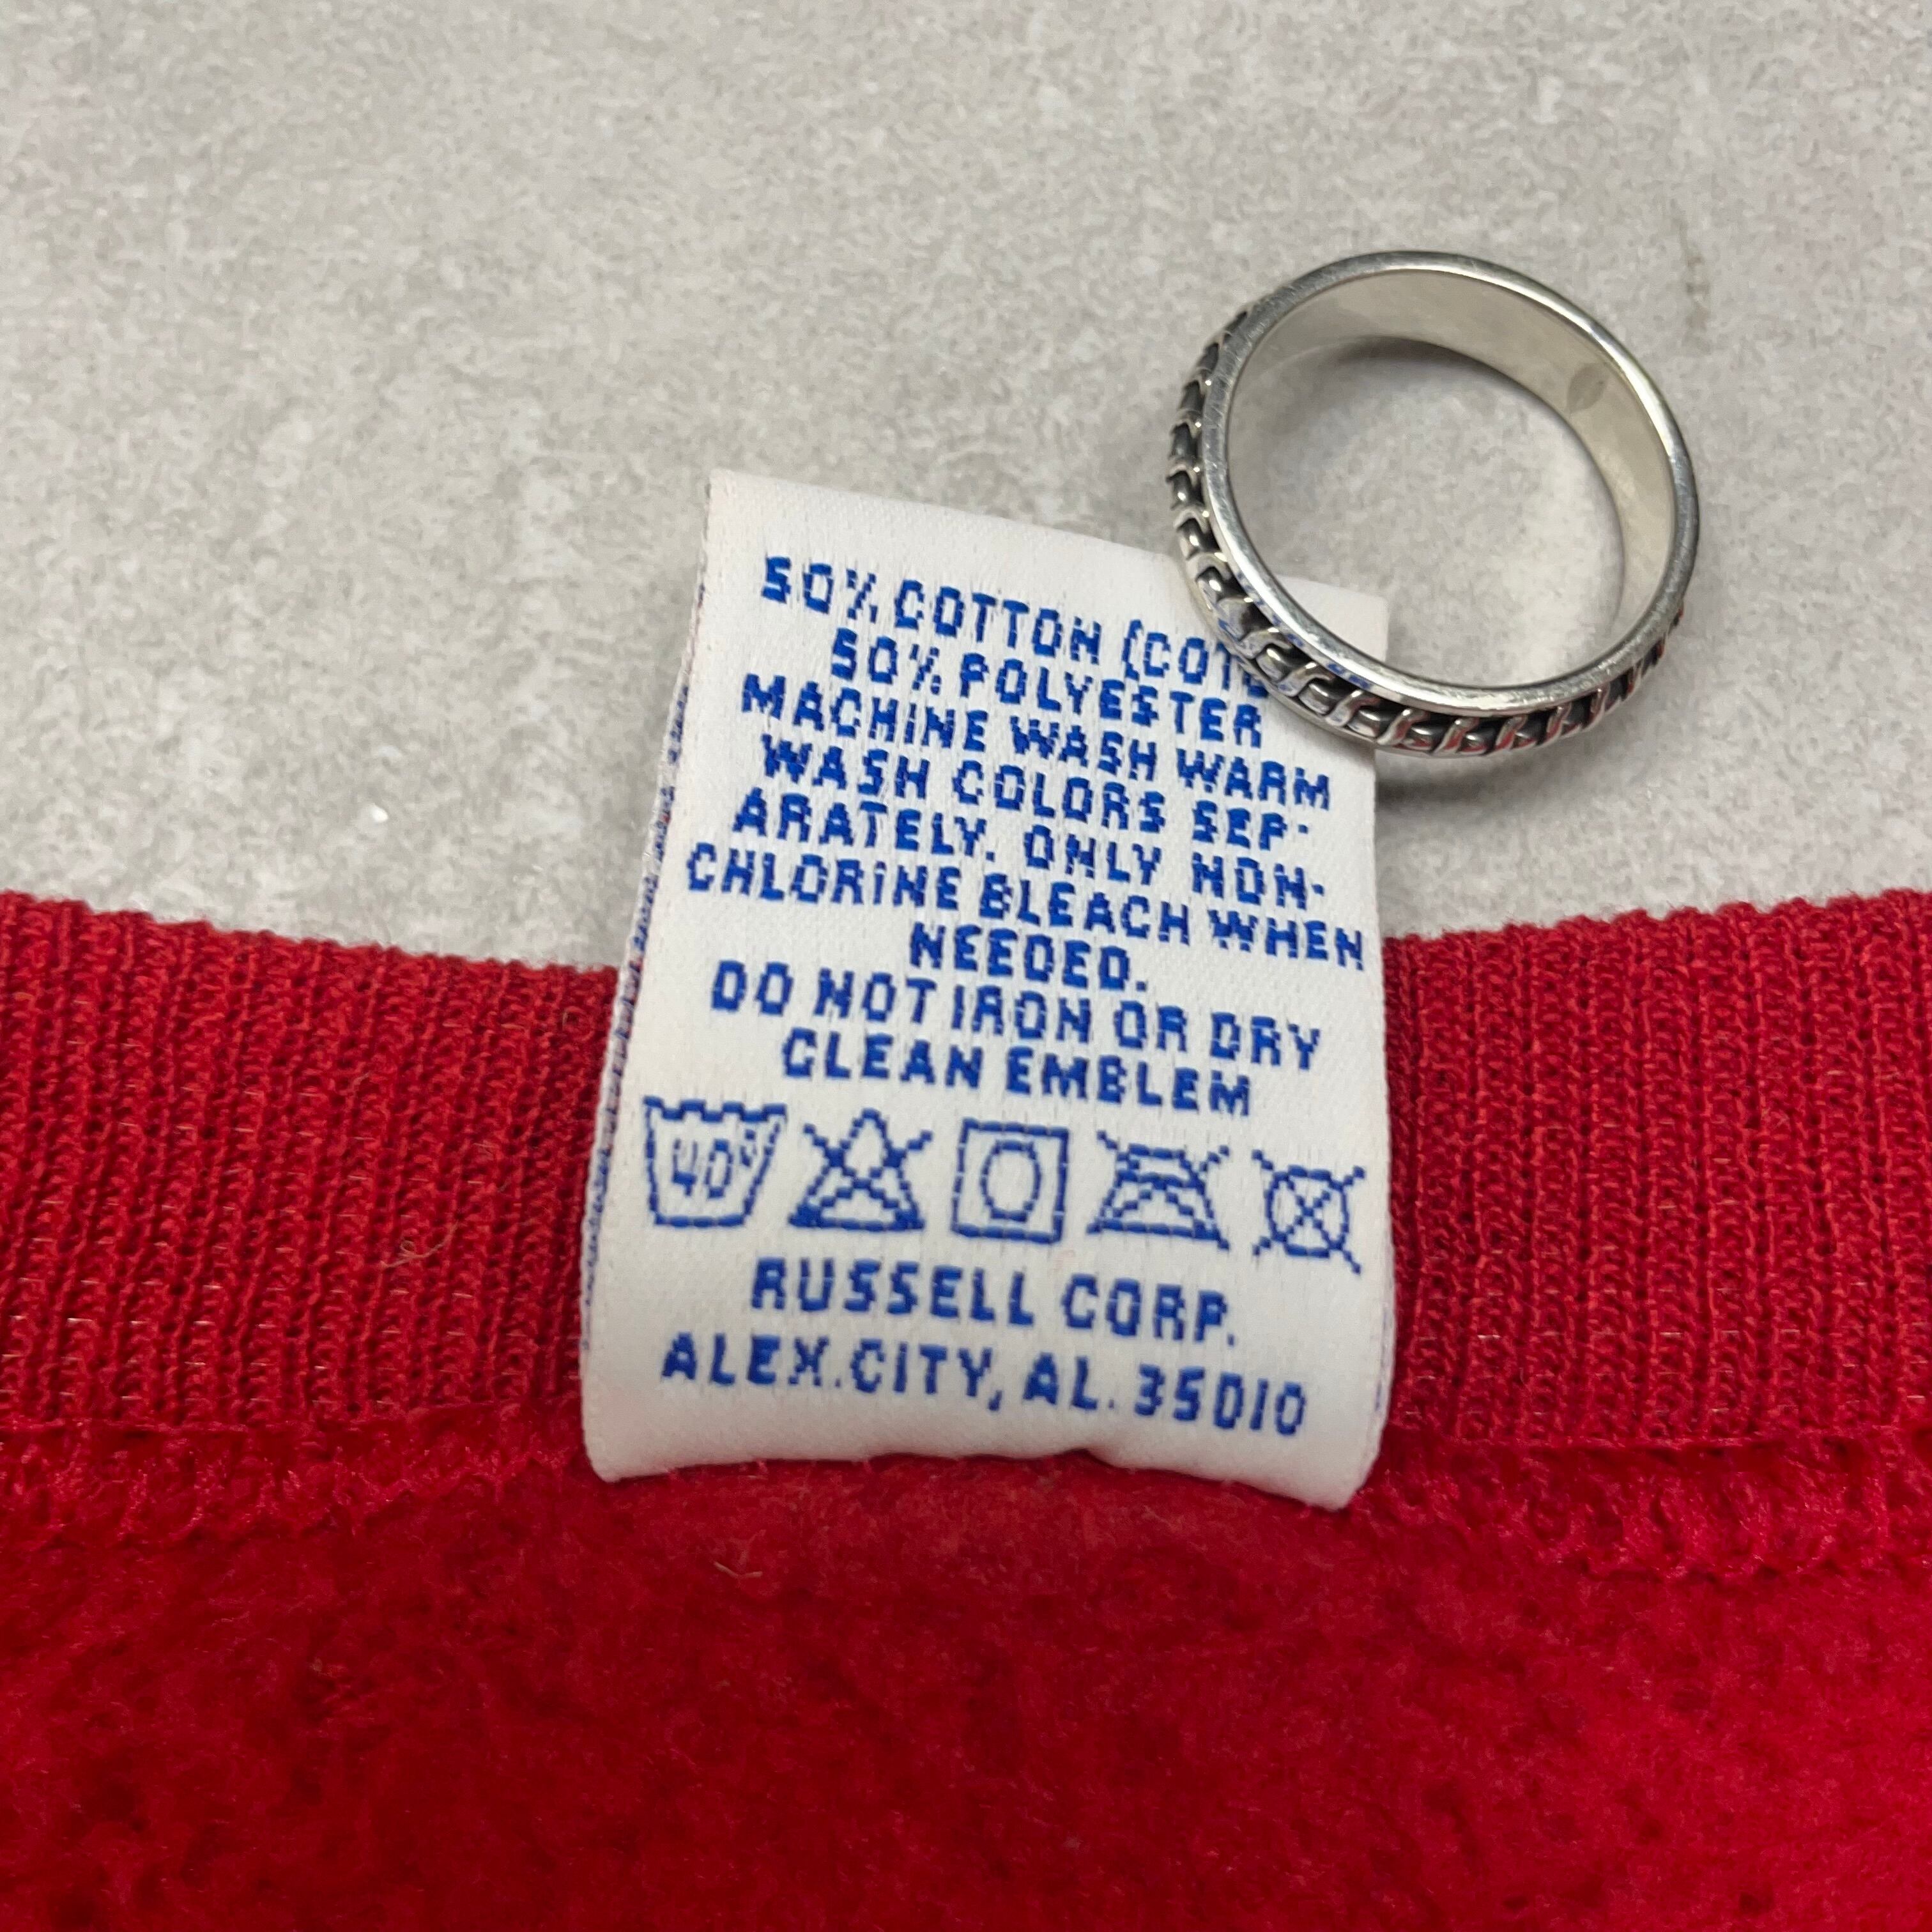 50% COTTON (COTO
50% POLYESTER
MACHINE WASH WARM
WASH COLORS SEP-
ARATELY. ONLY NON-
CHLORINE BLEACH WHEN
NEEDED.
DO NOT IRON OR DRY
CLEAN EMBLEM
40°
RUSSELL CORP.
ALEX.CITY, AL. 35010